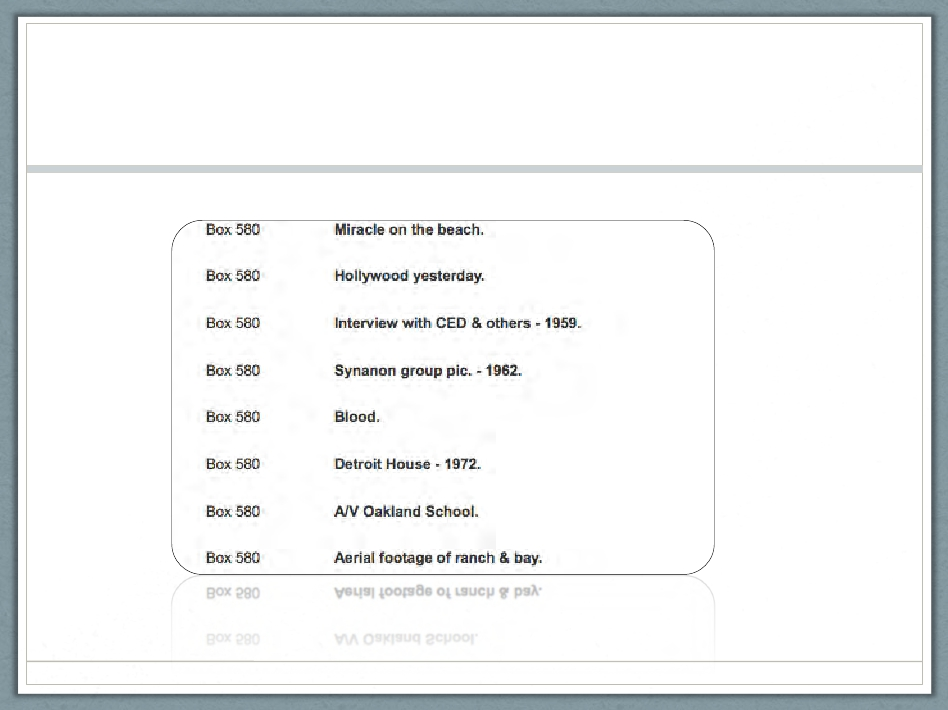 Box 580 Miracle on the beach.
Box 580 Hollywood yesterday.
Box 580 Interview with CED & others - 1959.
Box 580 Synanon group pic. - 1962.
Box 580 Blood.
Box 580 Detroit House - 1972.
Box 580 A/V Oakland School.
Box 580 Aerial footage of ranch & bay.